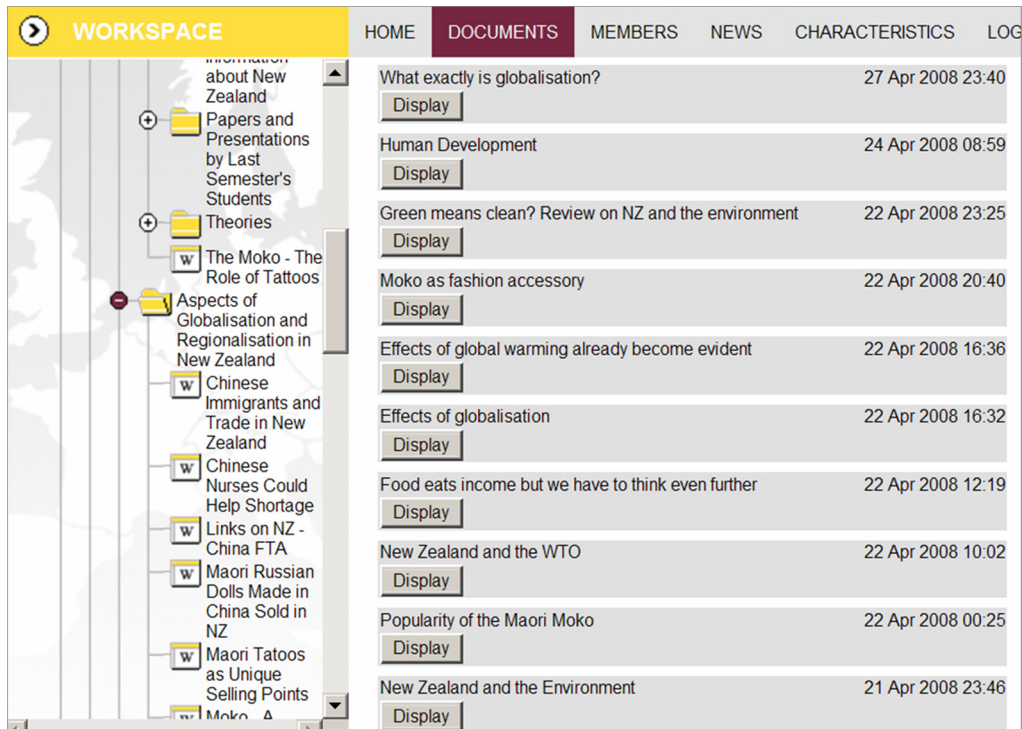 WORKSPACE
HOME DOCUMENTS MEMBERS NEWS CHARACTERISTICS LOG
Information
about New
Zealand
Papers and
Presentations
by Last
Semester's
Students
Theories
W The Moko - The
Role of Tattoos
Aspects of
Globalisation and
Regionalisation in
New Zealand
W Chinese
Immigrants and
Trade in New
Zealand
W Chinese
Nurses Could
Help Shortage
W Links on NZ -
China FTA
W Maori Russian
Dolls Made in
China Sold in
NZ
W Maori Tatoos
as Unique
Selling Points
W Moko - A
What exactly is globalisation? 27 Apr 2008 23:40
Display
Human Development 24 Apr 2008 08:59
Display
Green means clean? Review on NZ and the environment 22 Apr 2008 23:25
Display
Moko as fashion accessory 22 Apr 2008 20:40
Display
Effects of global warming already become evident 22 Apr 2008 16:36
Display
Effects of globalisation 22 Apr 2008 16:32
Display
Food eats income but we have to think even further 22 Apr 2008 12:19
Display
New Zealand and the WTO 22 Apr 2008 10:02
Display
Popularity of the Maori Moko 22 Apr 2008 00:25
Display
New Zealand and the Environment 21 Apr 2008 23:46
Display